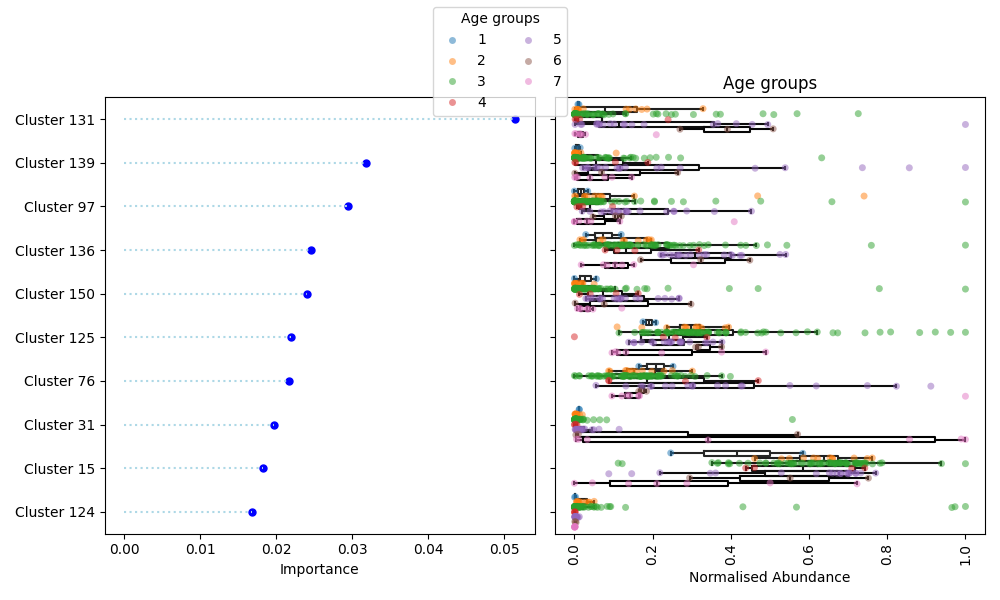 Age groups
1 5
2 6
3 7
4
Age groups
Cluster 131
Cluster 139
Cluster 97
Cluster 136
Cluster 150
Cluster 125
Cluster 76
Cluster 31
Cluster 15
Cluster 124
0.00 0.01 0.02 0.03 0.04 0.05
Importance
0.0 0.2 0.4 0.6 0.8 1.0
Normalised Abundance